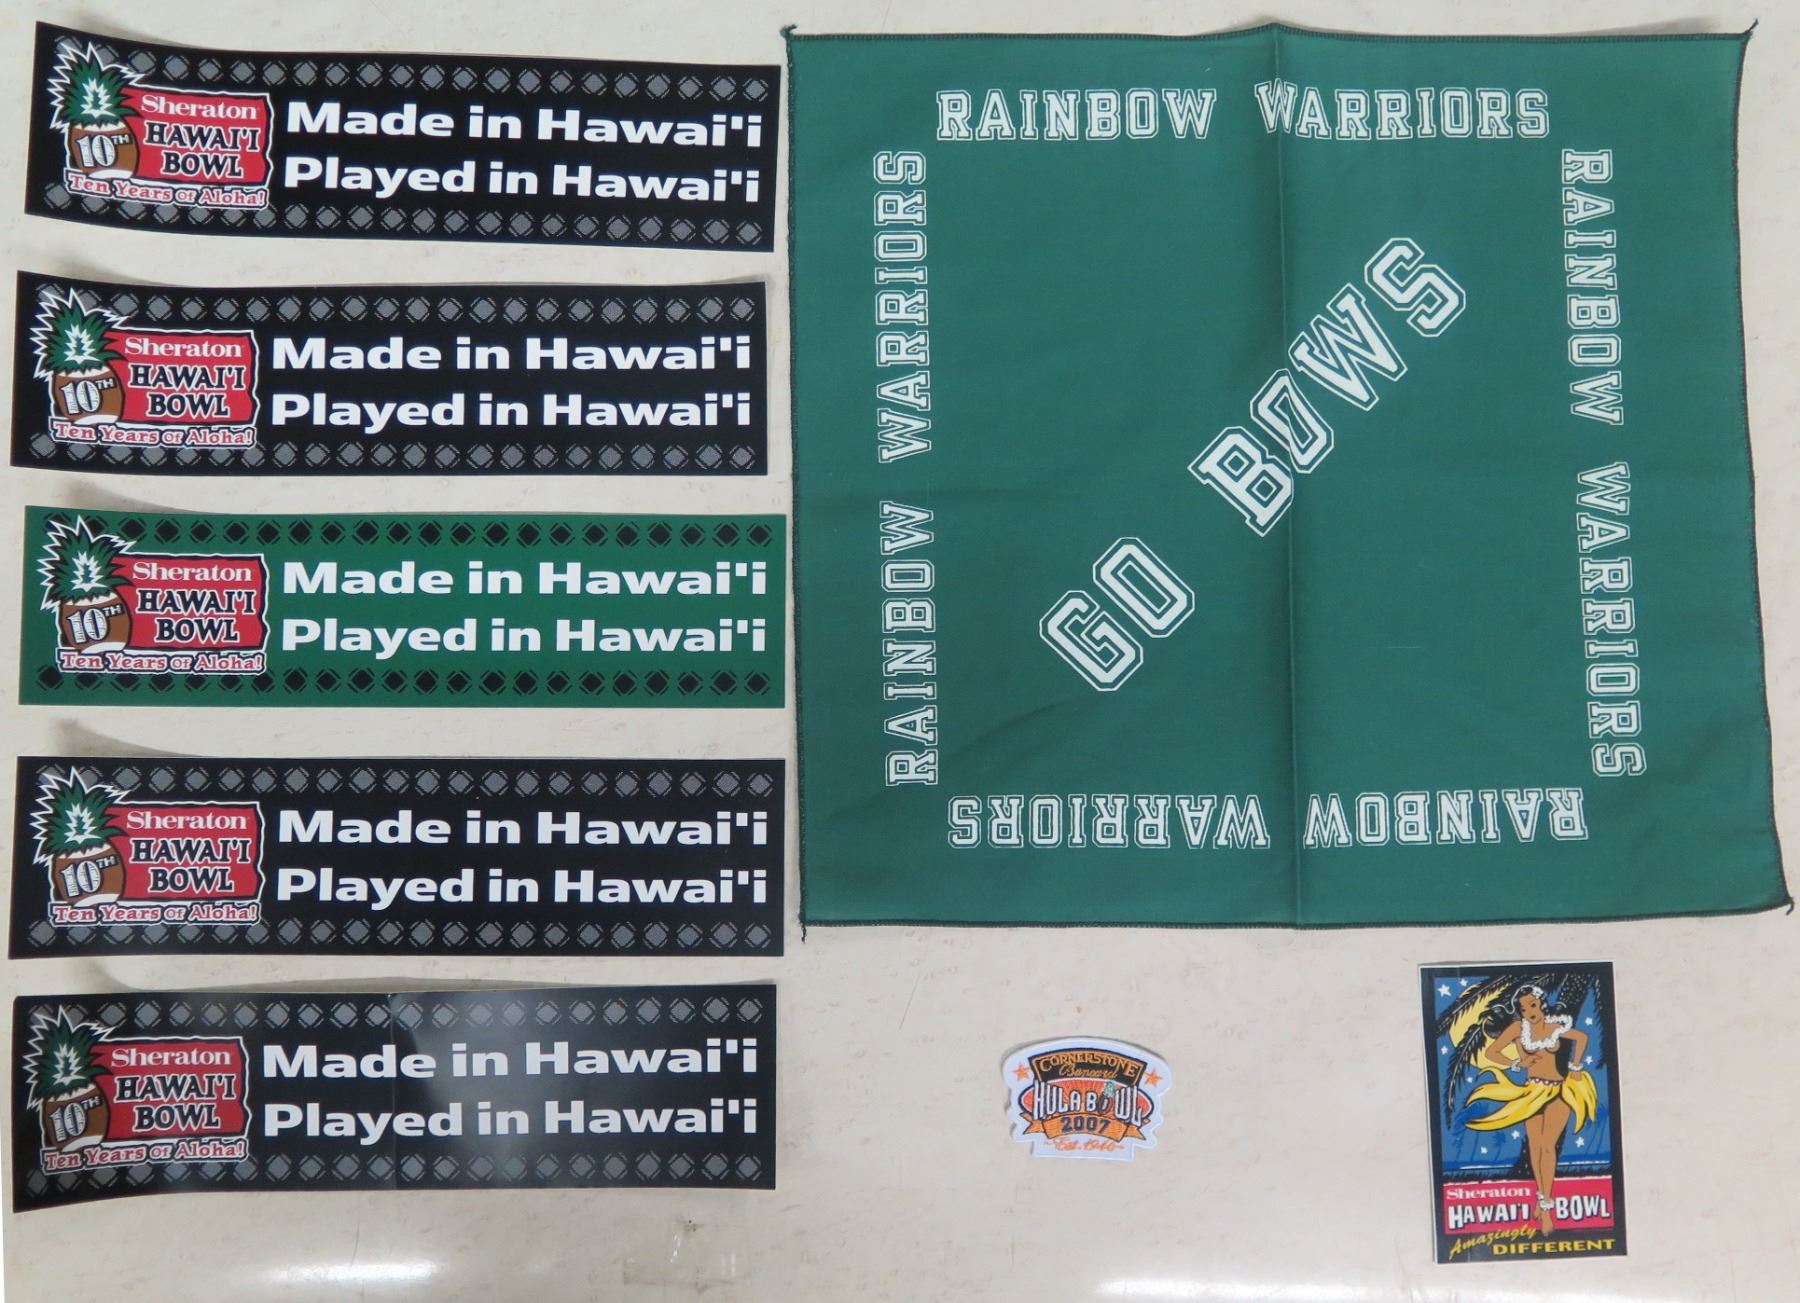 Sheraton
HAWAI'I
BOWL
10TH
Ten Years of Aloha!
Made in Hawai'i
Played in Hawai'i
Sheraton
HAWAI'I
BOWL
10TH
Ten Years of Aloha!
Made in Hawai'i
Played in Hawai'i
Sheraton
HAWAI'I
BOWL
10TH
Ten Years of Aloha!
Made in Hawai'i
Played in Hawai'i
Sheraton
HAWAI'I
BOWL
10TH
Ten Years of Aloha!
Made in Hawai'i
Played in Hawai'i
Sheraton
HAWAI'I
BOWL
10TH
Ten Years of Aloha!
Made in Hawai'i
Played in Hawai'i
RAINBOW WARRIORS
RAINBOW WARRIORS
RAINBOW WARRIORS
RAINBOW WARRIORS
GO BOWS
CORNERSTONE
Bancard
HULA BOWL
2007
Est. 1946
Sheraton
HAWAI'I BOWL
Amazingly
DIFFERENT